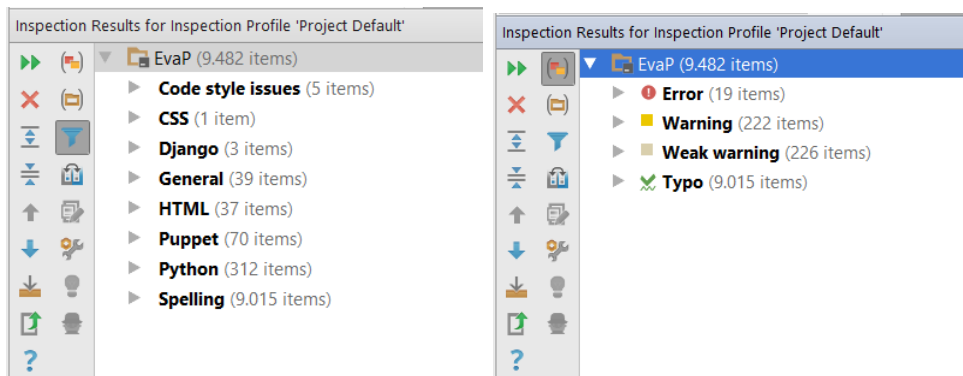 Inspection Results for Inspection Profile 'Project Default'
EvaP (9.482 items)
Code style issues (5 items)
CSS (1 item)
Django (3 items)
General (39 items)
HTML (37 items)
Puppet (70 items)
Python (312 items)
Spelling (9.015 items)
?
Inspection Results for Inspection Profile 'Project Default'
EvaP (9.482 items)
Error (19 items)
Warning (222 items)
Weak warning (226 items)
Typo (9.015 items)
?